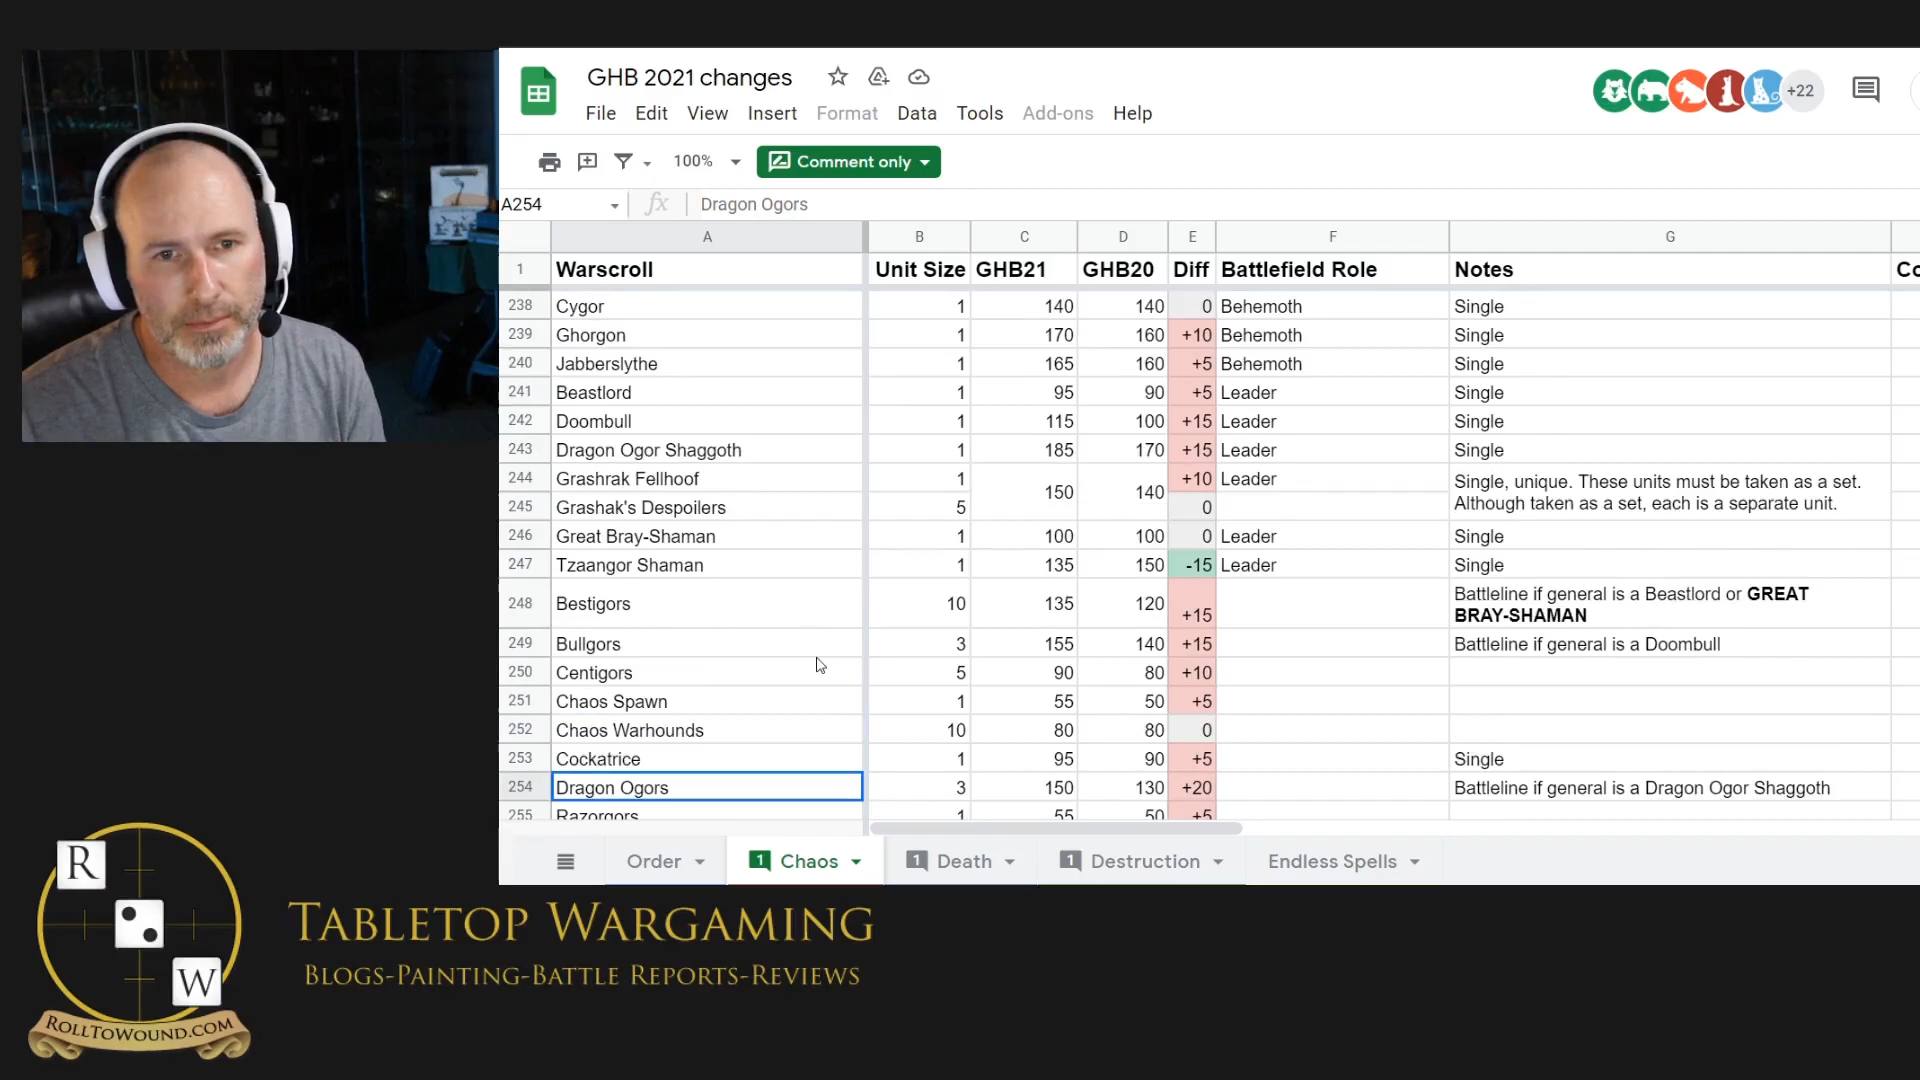 GHB 2021 changes
+22
File Edit View Insert Format Data Tools Add-ons Help
100% Comment only
A254 fx Dragon Ogors
A B C D E F G
1 Warscroll Unit Size GHB21 GHB20 Diff Battlefield Role Notes Co
238 Cygor 1 140 140 0 Behemoth Single
239 Ghorgon 1 170 160 +10 Behemoth Single
240 Jabberslythe 1 165 160 +5 Behemoth Single
241 Beastlord 1 95 90 +5 Leader Single
242 Doombull 1 115 100 +15 Leader Single
243 Dragon Ogor Shaggoth 1 185 170 +15 Leader Single
244 Grashrak Fellhoof 1 150 140 +10 Leader Single, unique. These units must be taken as a set.
245 Grashak's Despoilers 5 0 Although taken as a set, each is a separate unit.
246 Great Bray-Shaman 1 100 100 0 Leader Single
247 Tzaangor Shaman 1 135 150 -15 Leader Single
248 Bestigors 10 135 120 +15 Battleline if general is a Beastlord or GREAT
BRAY-SHAMAN
249 Bullgors 3 155 140 +15 Battleline if general is a Doombull
250 Centigors 5 90 80 +10
251 Chaos Spawn 1 55 50 +5
252 Chaos Warhounds 10 80 80 0
253 Cockatrice 1 95 90 +5 Single
254 Dragon Ogors 3 150 130 +20 Battleline if general is a Dragon Ogor Shaggoth
255 Razorgors 1 55 50 +5
Order 1 Chaos 1 Death 1 Destruction Endless Spells
R
W
RollToWound.com
Tabletop Wargaming
Blogs-Painting-Battle Reports-Reviews